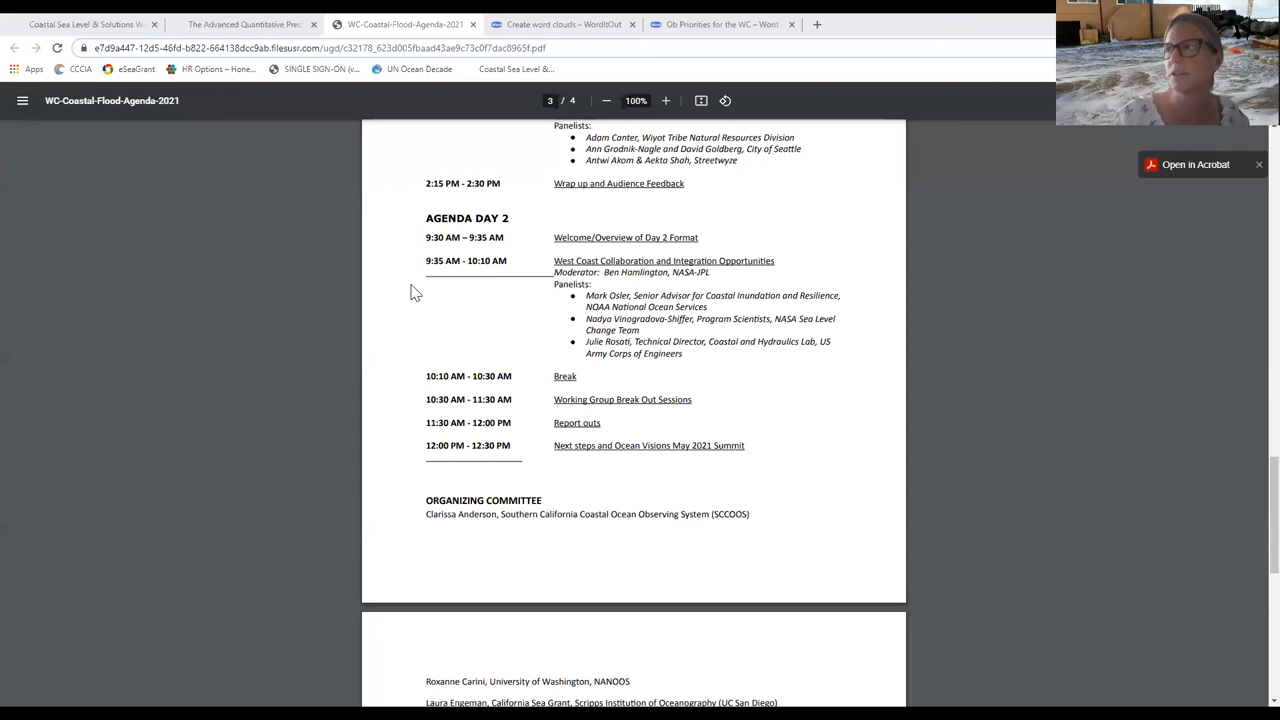 Coastal Sea Level & Solutions W
The Advanced Quantitative Prec
WC-Coastal-Flood-Agenda-2021
Create word clouds – WordItOut
Ob Priorities for the WC – Word
e7d9a447-12d5-46fd-b822-664138dcc9ab.filesusr.com/ugd/c32178_623d005fbaad43ae9c73c0f7dac8965f.pdf
Apps
CCCIA
eSeaGrant
HR Options – Hone...
SINGLE SIGN-ON (v...
UN Ocean Decade
Coastal Sea Level &...
WC-Coastal-Flood-Agenda-2021
3 / 4
100%
Open in Acrobat
Panelists:
● Adam Canter, Wiyot Tribe Natural Resources Division
● Ann Grodnik-Nagle and David Goldberg, City of Seattle
● Antwi Akom & Aekta Shah, Streetwyze
2:15 PM - 2:30 PM Wrap up and Audience Feedback
AGENDA DAY 2
9:30 AM – 9:35 AM Welcome/Overview of Day 2 Format
9:35 AM - 10:10 AM West Coast Collaboration and Integration Opportunities
Moderator: Ben Hamlington, NASA-JPL
Panelists:
● Mark Osler, Senior Advisor for Coastal Inundation and Resilience,
NOAA National Ocean Services
● Nadya Vinogradova-Shiffer, Program Scientists, NASA Sea Level
Change Team
● Julie Rosati, Technical Director, Coastal and Hydraulics Lab, US
Army Corps of Engineers
10:10 AM - 10:30 AM Break
10:30 AM - 11:30 AM Working Group Break Out Sessions
11:30 AM - 12:00 PM Report outs
12:00 PM - 12:30 PM Next steps and Ocean Visions May 2021 Summit
ORGANIZING COMMITTEE
Clarissa Anderson, Southern California Coastal Ocean Observing System (SCCOOS)
Roxanne Carini, University of Washington, NANOOS
Laura Engeman, California Sea Grant, Scripps Institution of Oceanography (UC San Diego)